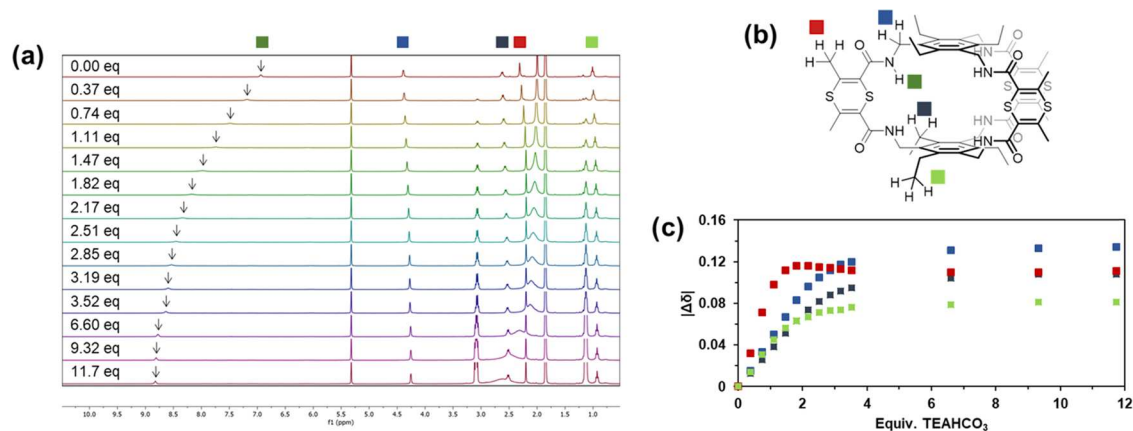 (a)
0.00 eq
0.37 eq
0.74 eq
1.11 eq
1.47 eq
1.82 eq
2.17 eq
2.51 eq
2.85 eq
3.19 eq
3.52 eq
6.60 eq
9.32 eq
11.7 eq
10.0 9.5 9.0 8.5 8.0 7.5 7.0 6.5 6.0 5.5 5.0 4.5 4.0 3.5 3.0 2.5 2.0 1.5 1.0
f1 (ppm)
(b)
H H
H H
O
N
H
HN
NH
O
O
S
S
S
S
S
S
O
NH
HN
NH
O
O
H H
H3C
H H
(c)
0.16
0.12
0.08
0.04
0
|Δδ|
0 2 4 6 8 10 12
Equiv. TEAHCO3